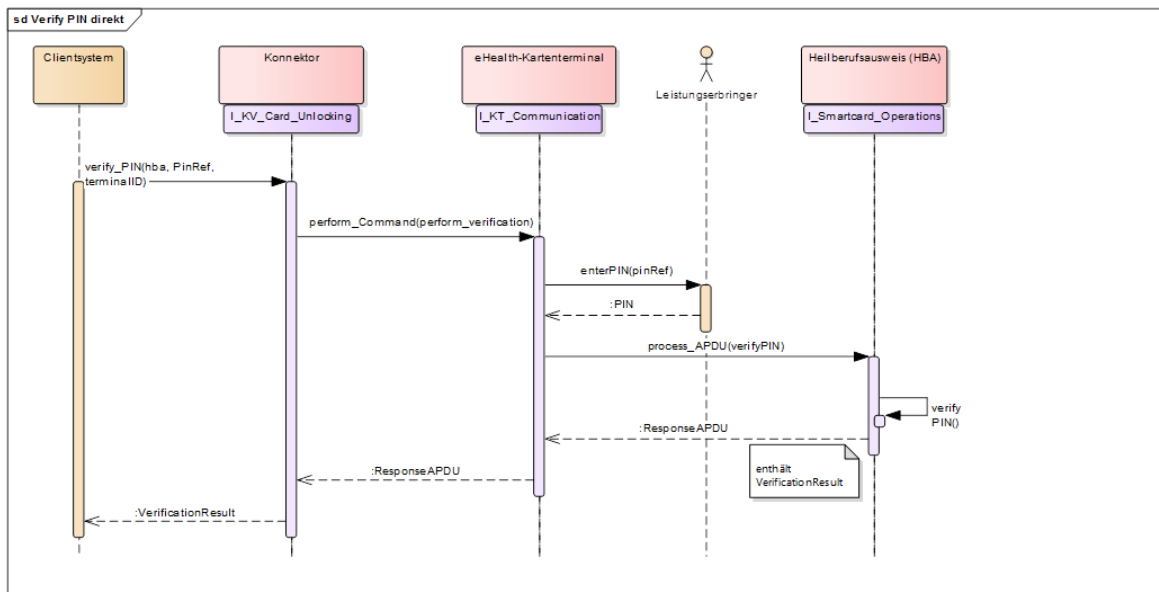 sd Verify PIN direkt
Clientsystem
Konnektor
eHealth-Kartenterminal
Heilberufsausweis (HBA)
Leistungserbringer
I_KV_Card_Unlocking
I_KT_Communication
I_Smartcard_Operations
verify_PIN(hba, PinRef,
terminalID)
perform_Command(perform_verification)
enterPIN(pinRef)
:PIN
process_APDU(verifyPIN)
verify
PIN()
:ResponseAPDU
enthält
VerificationResult
:ResponseAPDU
:VerificationResult